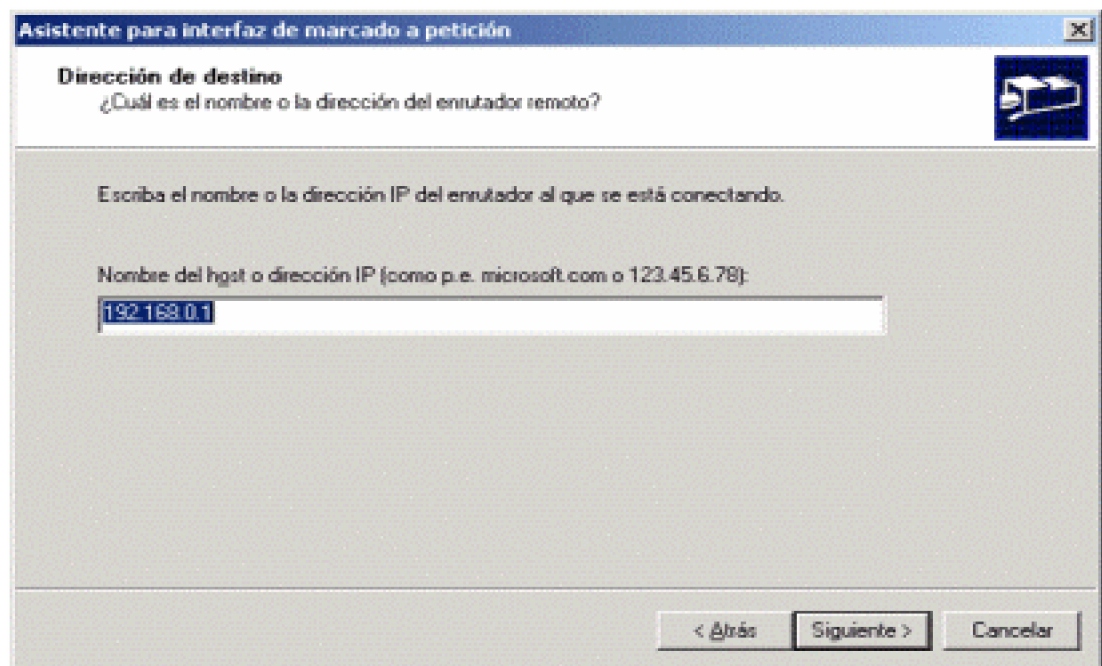 Asistente para interfaz de marcado a petición
Dirección de destino
¿Cuál es el nombre o la dirección del enrutador remoto?
Escriba el nombre o la dirección IP del enrutador al que se está conectando.
Nombre del host o dirección IP (como p.e. microsoft.com o 123.45.6.78):
192.168.0.1
< Atrás
Siguiente >
Cancelar